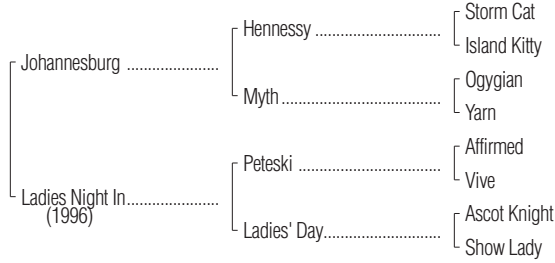 Storm Cat
Hennessy ..........................................
Island Kitty
Johannesburg ..............................
Ogygian
Myth..................................................
Yarn
Affirmed
Peteski ..............................................
Vive
Ladies Night In..............................
(1996)
Ascot Knight
Ladies' Day.....................................
Show Lady